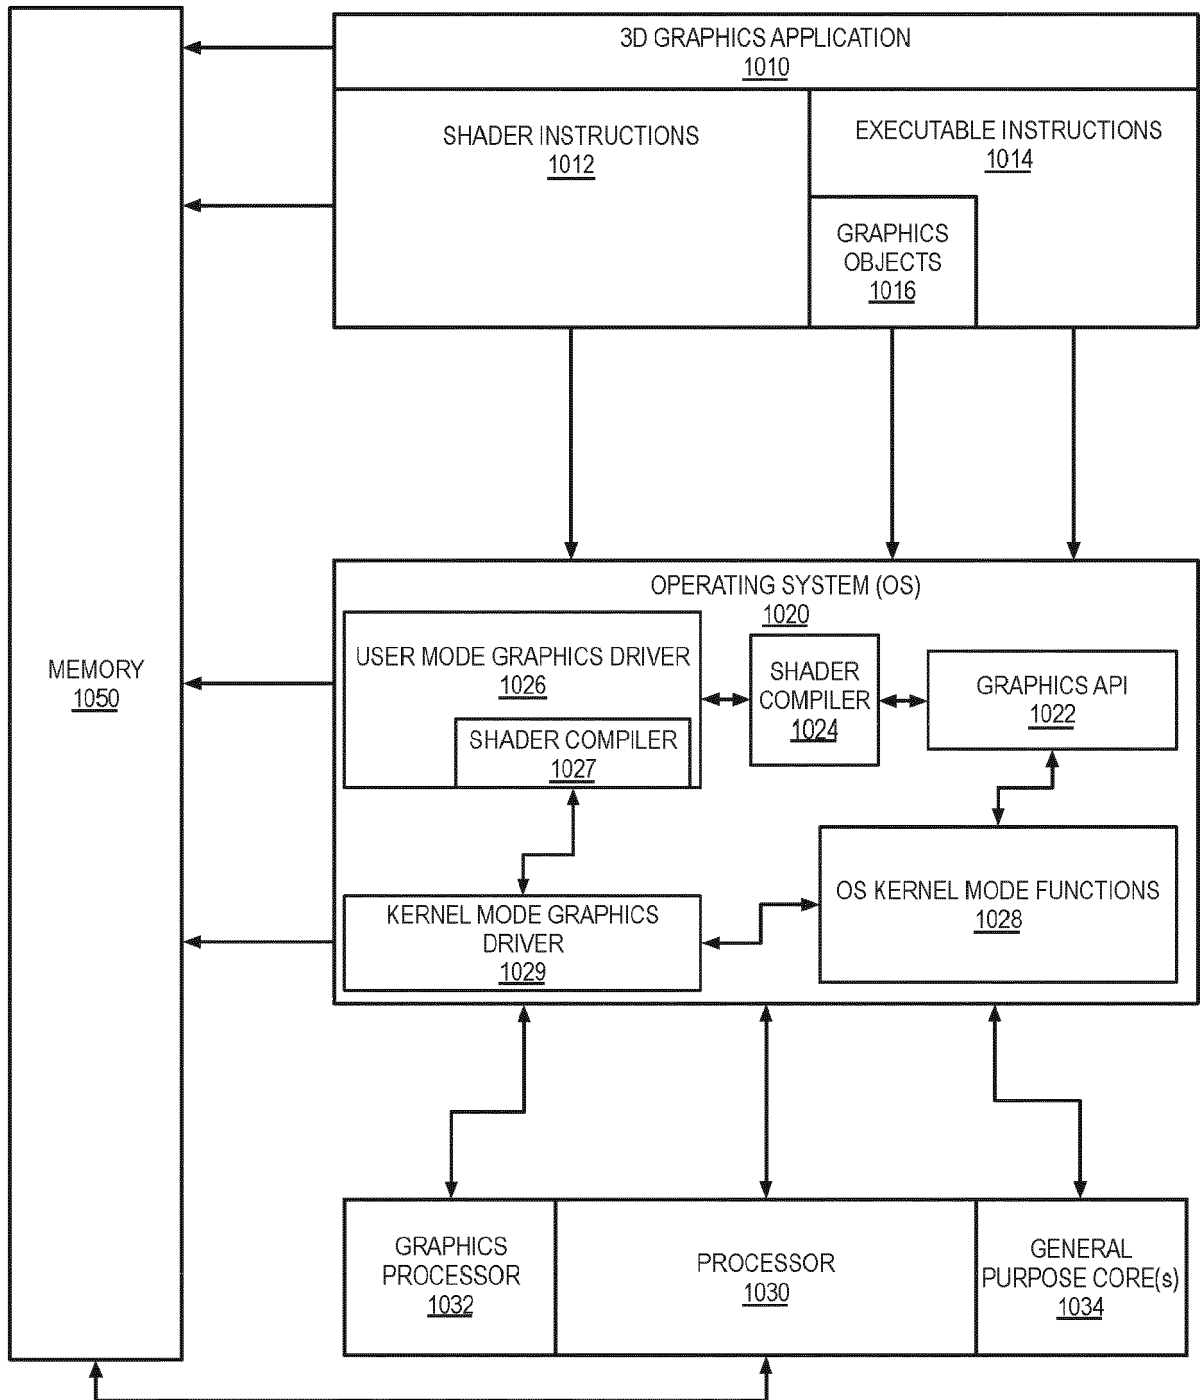 3D GRAPHICS APPLICATION
1010
SHADER INSTRUCTIONS
1012
EXECUTABLE INSTRUCTIONS
1014
GRAPHICS
OBJECTS
1016
OPERATING SYSTEM (OS)
1020
USER MODE GRAPHICS DRIVER
1026
SHADER COMPILER
1027
SHADER
COMPILER
1024
GRAPHICS API
1022
MEMORY
1050
KERNEL MODE GRAPHICS
DRIVER
1029
OS KERNEL MODE FUNCTIONS
1028
GRAPHICS
PROCESSOR
1032
PROCESSOR
1030
GENERAL
PURPOSE CORE(s)
1034